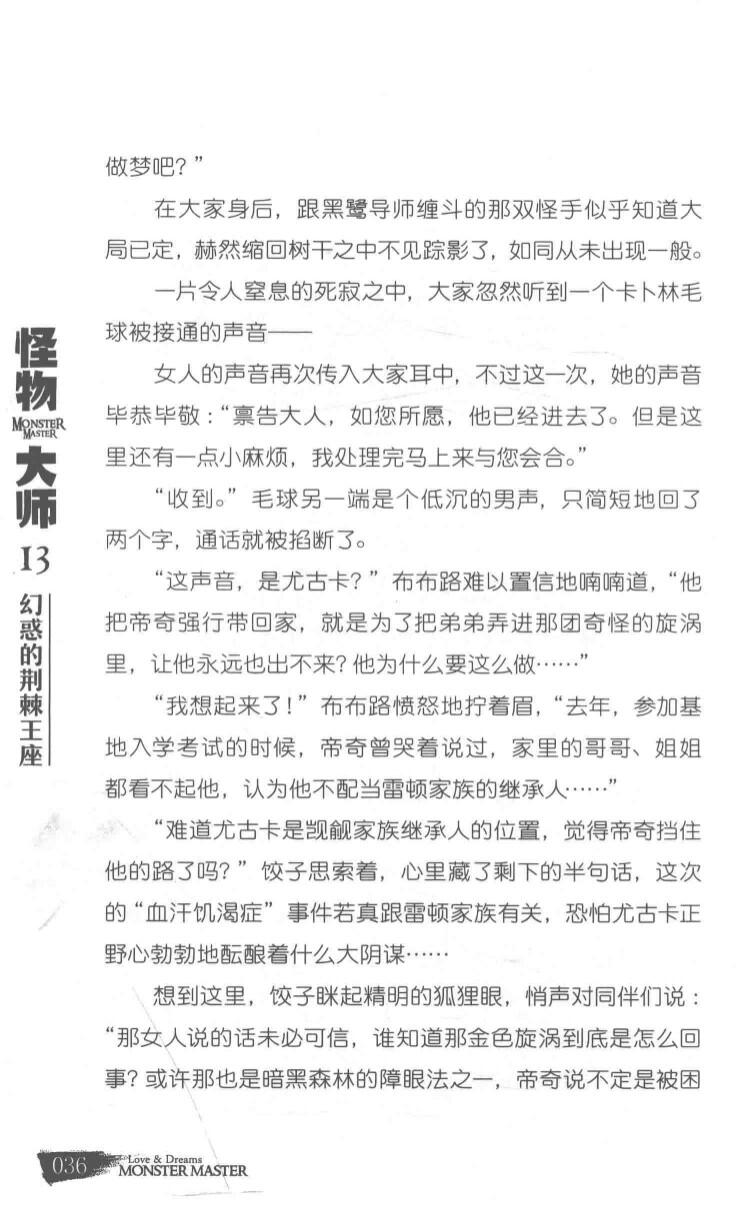 做梦吧？”
在大家身后，跟黑鹭导师缠斗的那双怪手似乎知道大
局已定，赫然缩回树干之中不见踪影了，如同从未出现一般。
一片令人窒息的死寂之中，大家忽然听到一个卡卜林毛
球被接通的声音——
女人的声音再次传入大家耳中，不过这一次，她的声音
毕恭毕敬：“禀告大人，如您所愿，他已经进去了。但是这
里还有一点小麻烦，我处理完马上来与您会合。”
“收到。”毛球另一端是个低沉的男声，只简短地回了
两个字，通话就被掐断了。
“这声音，是尤古卡？”布布路难以置信地喃喃道，“他
把帝奇强行带回家，就是为了把弟弟弄进那团奇怪的旋涡
里，让他永远也出不来？他为什么要这么做……”
“我想起来了！”布布路愤怒地拧着眉，“去年，参加基
地入学考试的时候，帝奇曾哭着说过，家里的哥哥、姐姐
都看不起他，认为他不配当雷顿家族的继承人……”
“难道尤古卡是觊觎家族继承人的位置，觉得帝奇挡住
他的路了吗？”饺子思索着，心里藏了剩下的半句话，这次
的“血汗饥渴症”事件若真跟雷顿家族有关，恐怕尤古卡正
野心勃勃地酝酿着什么大阴谋……
想到这里，饺子眯起精明的狐狸眼，悄声对同伴们说：
“那女人说的话未必可信，谁知道那金色旋涡到底是怎么回
事？或许那也是暗黑森林的障眼法之一，帝奇说不定是被困
怪物
MONSTER
MASTER
大师
13
幻惑的荆棘王座
036
Love & Dreams
MONSTER MASTER